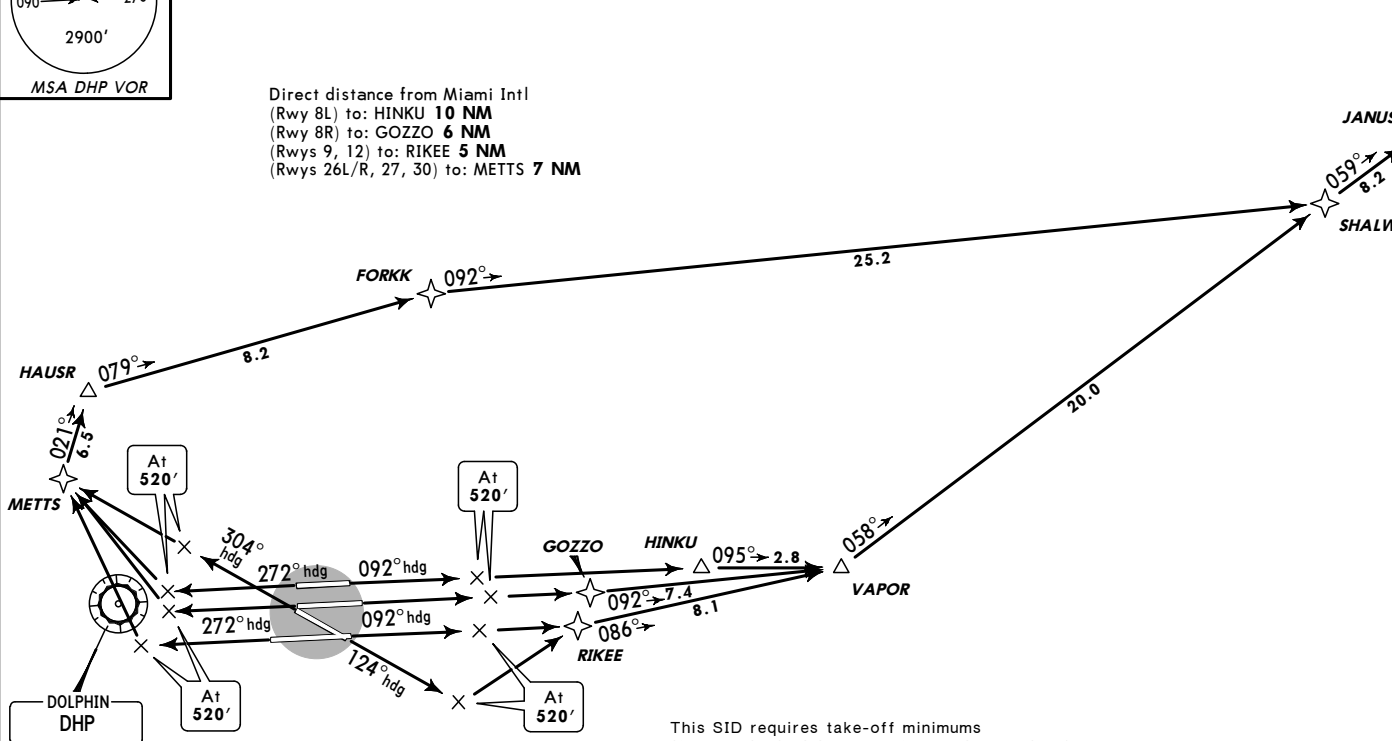 2900'
MSA DHP VOR
Direct distance from Miami Intl
(Rwy 8L) to: HINKU 10 NM
(Rwy 8R) to: GOZZO 6 NM
(Rwys 9, 12) to: RIKEE 5 NM
(Rwys 26L/R, 27, 30) to: METTS 7 NM
059°
8.2
25.2
FORKK
092°
HAUSR
079°
8.2
20.0
021°
6.5
METTS
At
520'
At
520'
304°
hdg
272° hdg
092° hdg
GOZZO
HINKU
095°
2.8
058°
VAPOR
092°
7.4
8.1
272° hdg
092° hdg
086°
RIKEE
124°
hdg
At
520'
At
520'
DOLPHIN
DHP
This SID requires take-off minimums